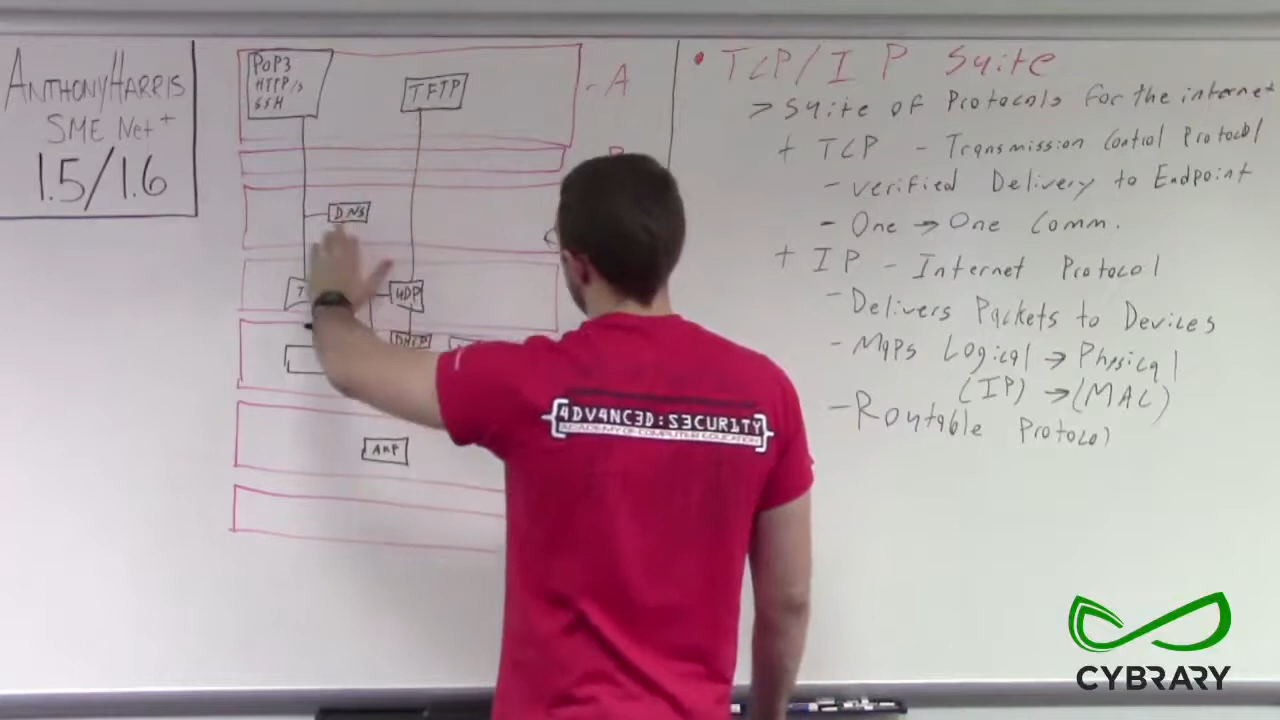 ANTHONY HARRIS
SME Net+
1.5/1.6
POP3
HTTP/S
SSH
TFTP
- A
DNS
UDP
DHCP
ARP
• TCP/IP Suite
> Suite of Protocols for the internet
+ TCP - Transmission Control Protocol
- verified Delivery to Endpoint
- One → One Comm.
+ IP - Internet Protocol
- Delivers Packets to Devices
- Maps Logical → Physical
(IP) → (MAC)
- Routable Protocol
4DV4NC3D:S3CUR1TY
ACADEMY OF COMPUTER EDUCATION
CYBRARY